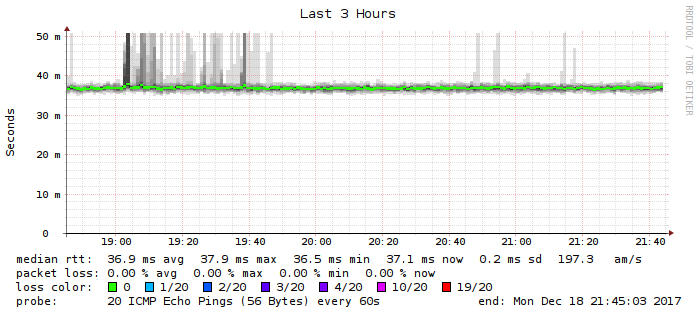 Last 3 Hours
RRDTOOL / TOBI OETIKER
Seconds
50 m
40 m
30 m
20 m
10 m
0
19:00 19:20 19:40 20:00 20:20 20:40 21:00 21:20 21:40
median rtt: 36.9 ms avg 37.9 ms max 36.5 ms min 37.1 ms now 0.2 ms sd 197.3 am/s
packet loss: 0.00 % avg 0.00 % max 0.00 % min 0.00 % now
loss color: 0 1/20 2/20 3/20 4/20 10/20 19/20
probe: 20 ICMP Echo Pings (56 Bytes) every 60s end: Mon Dec 18 21:45:03 2017